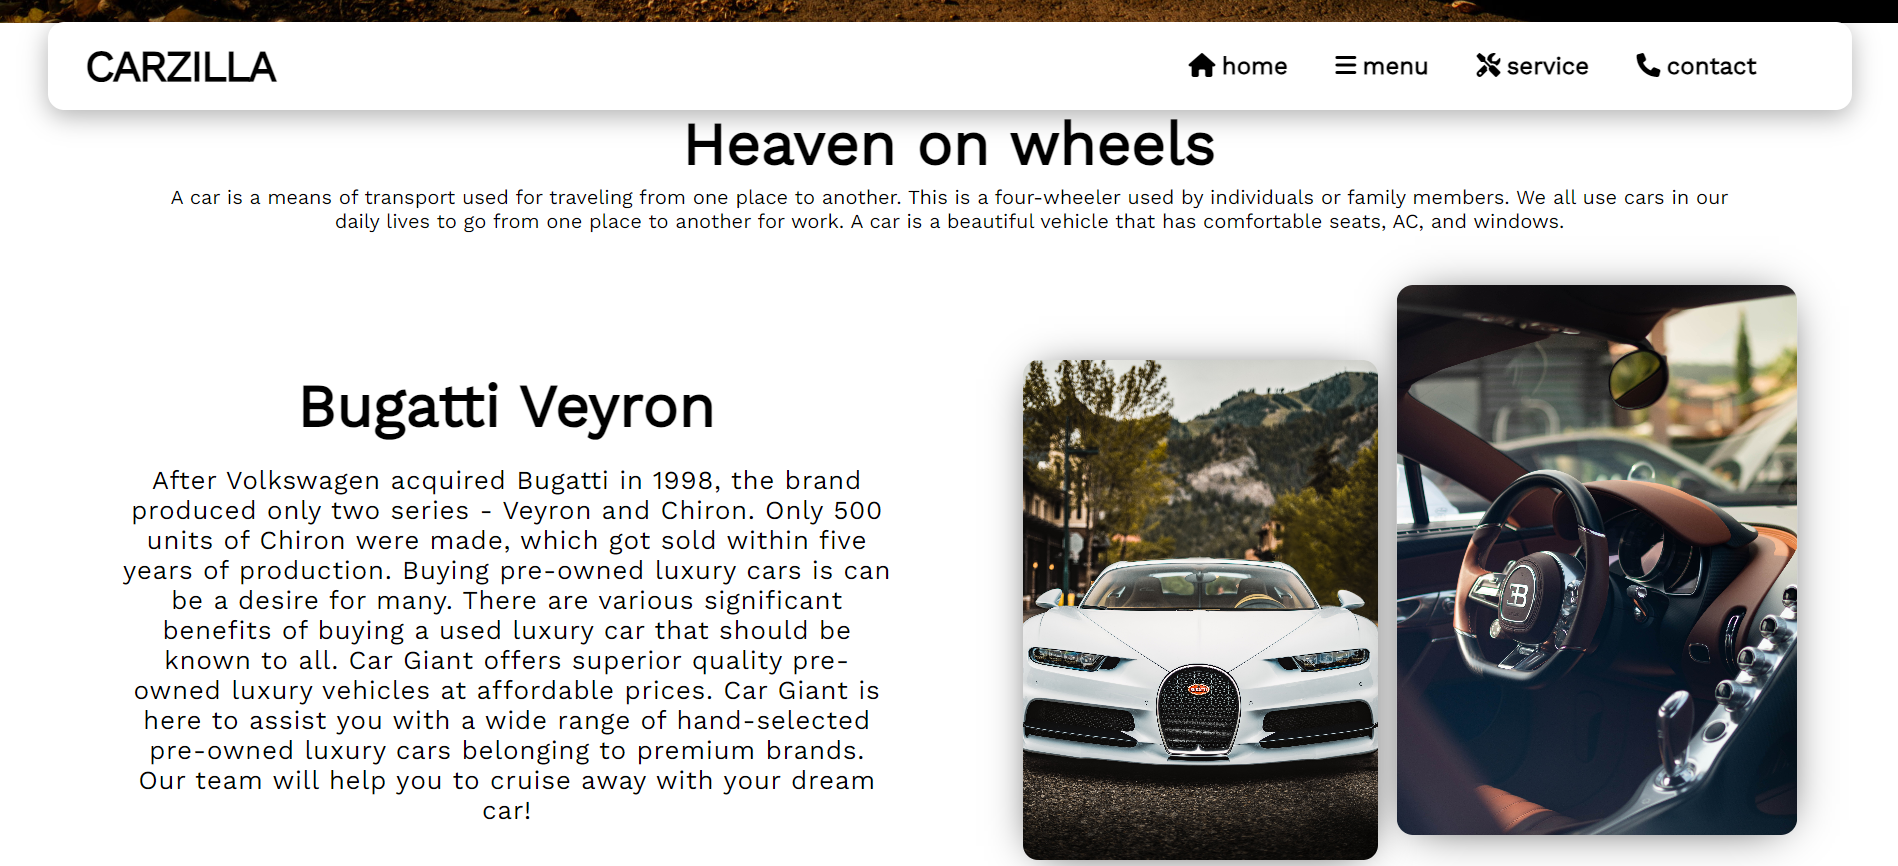 CARZILLA
home
menu
service
contact
Heaven on wheels
A car is a means of transport used for traveling from one place to another. This is a four-wheeler used by individuals or family members. We all use cars in our
daily lives to go from one place to another for work. A car is a beautiful vehicle that has comfortable seats, AC, and windows.
Bugatti Veyron
After Volkswagen acquired Bugatti in 1998, the brand
produced only two series - Veyron and Chiron. Only 500
units of Chiron were made, which got sold within five
years of production. Buying pre-owned luxury cars is can
be a desire for many. There are various significant
benefits of buying a used luxury car that should be
known to all. Car Giant offers superior quality pre-
owned luxury vehicles at affordable prices. Car Giant is
here to assist you with a wide range of hand-selected
pre-owned luxury cars belonging to premium brands.
Our team will help you to cruise away with your dream
car!